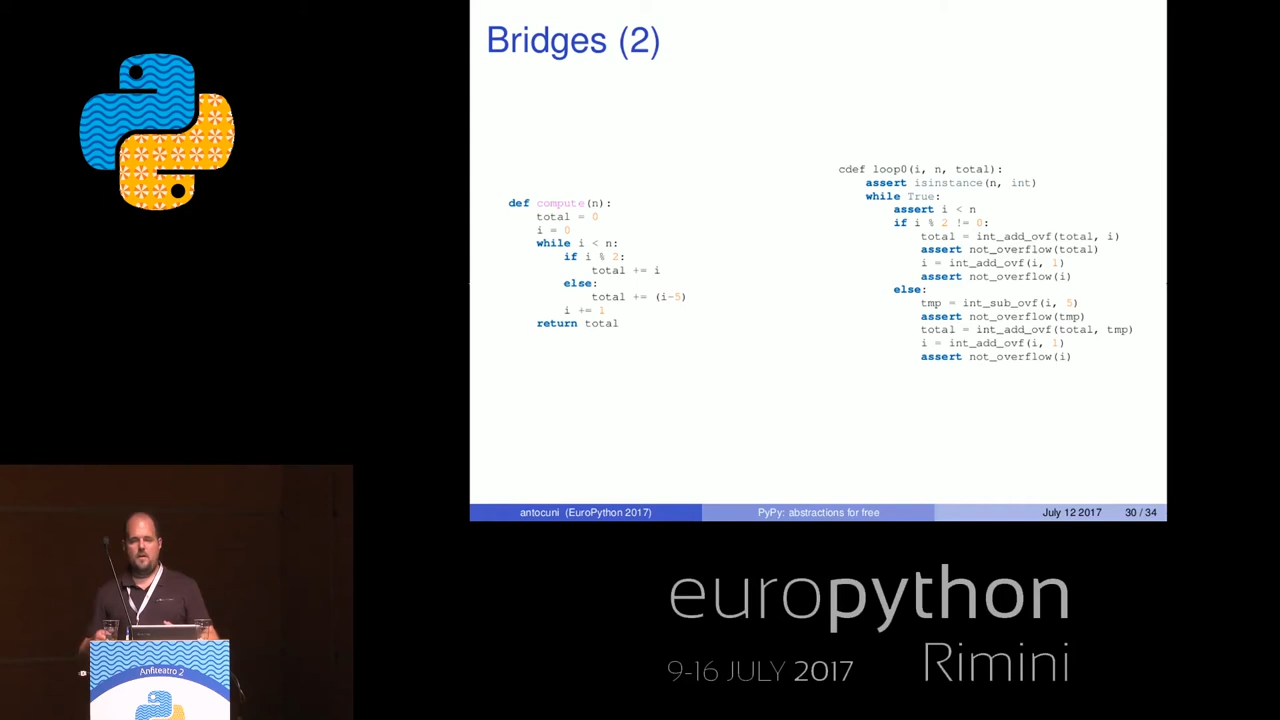 Bridges (2)
def compute(n):
total = 0
i = 0
while i < n:
if i % 2:
total += i
else:
total += (i-5)
i += 1
return total
cdef loop0(i, n, total):
assert isinstance(n, int)
while True:
assert i < n
if i % 2 != 0:
total = int_add_ovf(total, i)
assert not_overflow(total)
i = int_add_ovf(i, 1)
assert not_overflow(i)
else:
tmp = int_sub_ovf(i, 5)
assert not_overflow(tmp)
total = int_add_ovf(total, tmp)
i = int_add_ovf(i, 1)
assert not_overflow(i)
antocuni (EuroPython 2017)
PyPy: abstractions for free
July 12 2017
30 / 34
Anfiteatro 2
europython
Rimini
9-16 JULY 2017